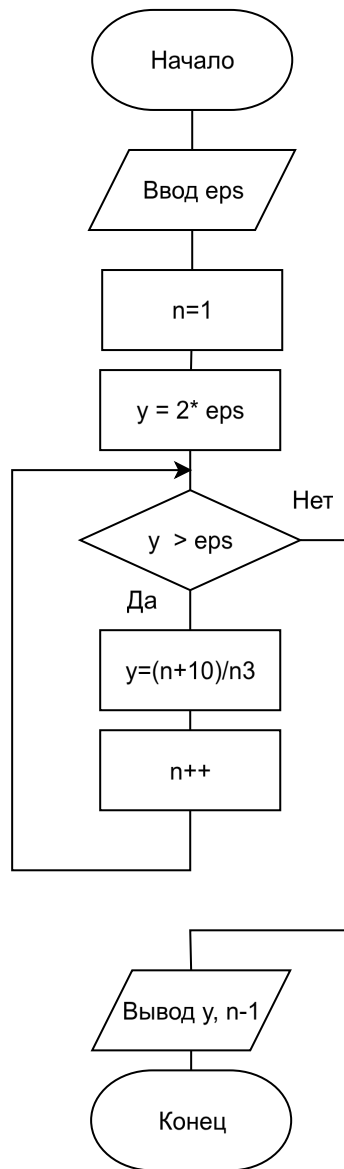 Начало
Ввод eps
n=1
y = 2* eps
y > eps
Нет
Да
y=(n+10)/n3
n++
Вывод y, n-1
Конец